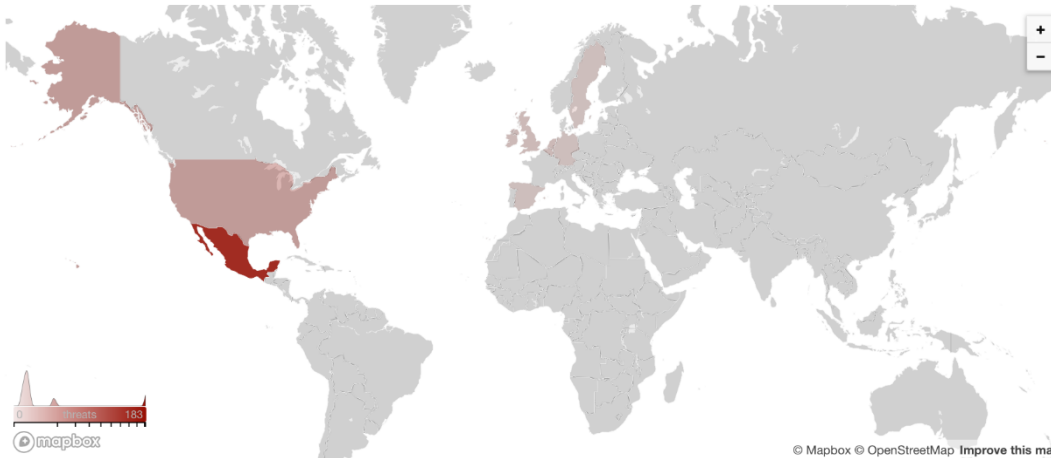 +
−
0 threats 183
mapbox
© Mapbox © OpenStreetMap Improve this ma